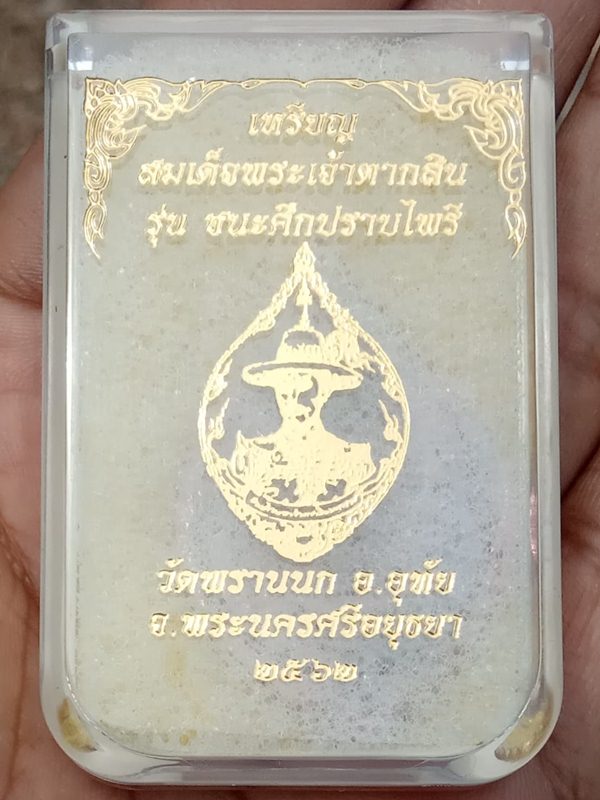 เหรียญ
สมเด็จพระเจ้าตากสิน
รุ่น ชนะศึกปราบไพรี
วัดพรานนก อ.อุทัย
จ.พระนครศรีอยุธยา
๒๕๖๒